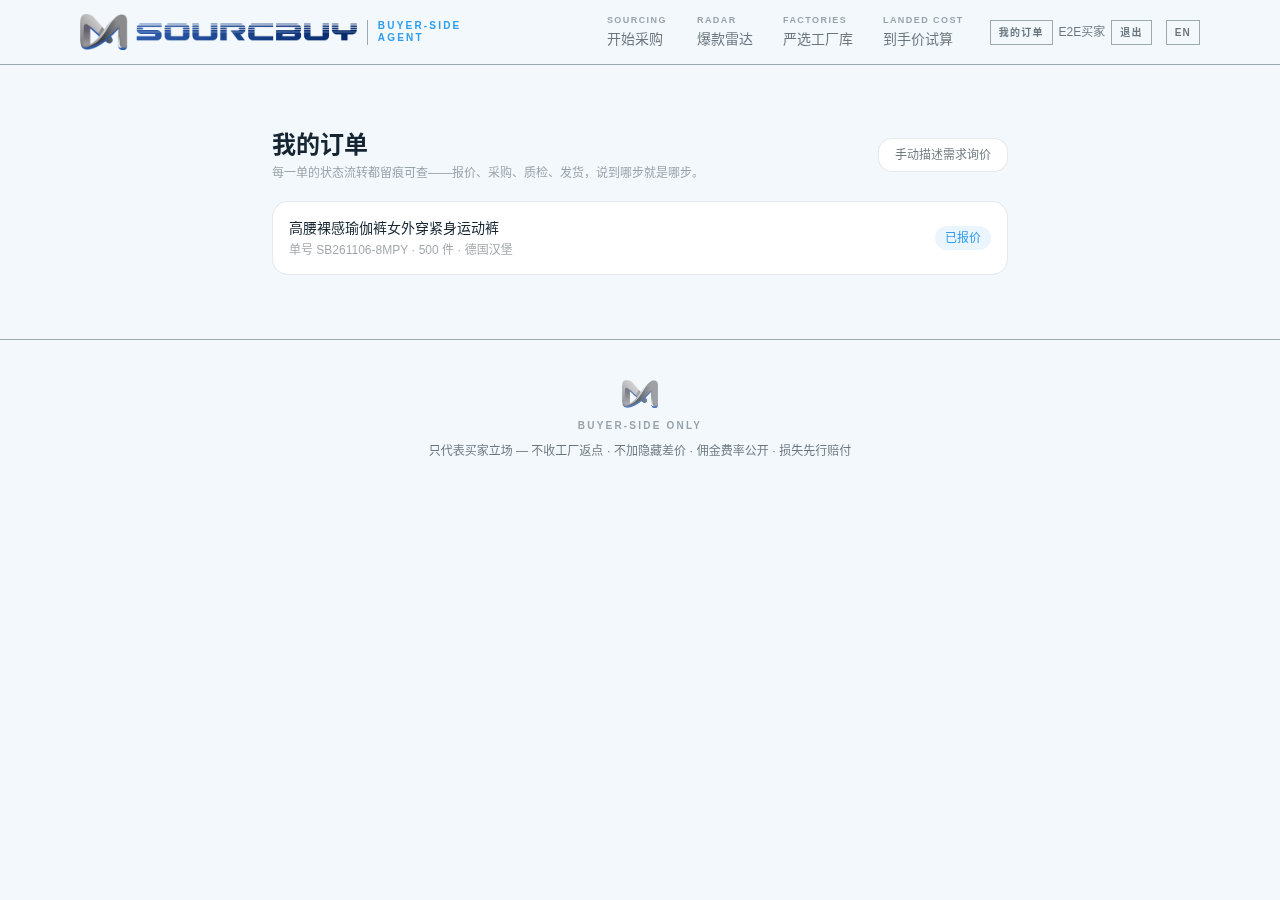 SOURCBUY
BUYER-SIDE
AGENT
SOURCING
开始采购
RADAR
爆款雷达
FACTORIES
严选工厂库
LANDED COST
到手价试算
我的订单
E2E买家
退出
EN
我的订单
每一单的状态流转都留痕可查——报价、采购、质检、发货，说到哪步就是哪步。
手动描述需求询价
高腰裸感瑜伽裤女外穿紧身运动裤
单号 SB261106-8MPY · 500 件 · 德国汉堡
已报价
BUYER-SIDE ONLY
只代表买家立场 — 不收工厂返点 · 不加隐藏差价 · 佣金费率公开 · 损失先行赔付